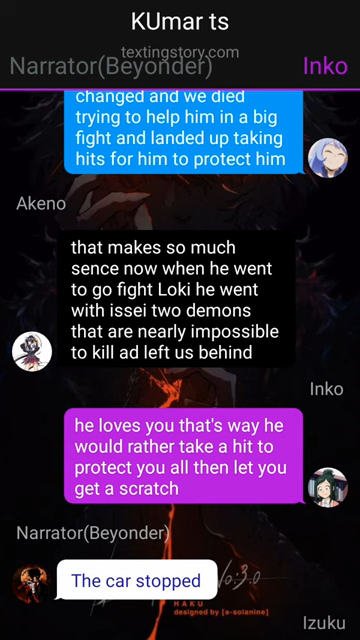 KUmar ts
textingstory.com
Narrator(Beyonder)
Inko
changed and we died
trying to help him in a big
fight and landed up taking
hits for him to protect him
Akeno
that makes so much
sence now when he went
to go fight Loki he went
with issei two demons
that are nearly impossible
to kill ad left us behind
Inko
he loves you that's way he
would rather take a hit to
protect you all then let you
get a scratch
Narrator(Beyonder)
The car stopped
HAKU
designed by [a-solanine]
Izuku